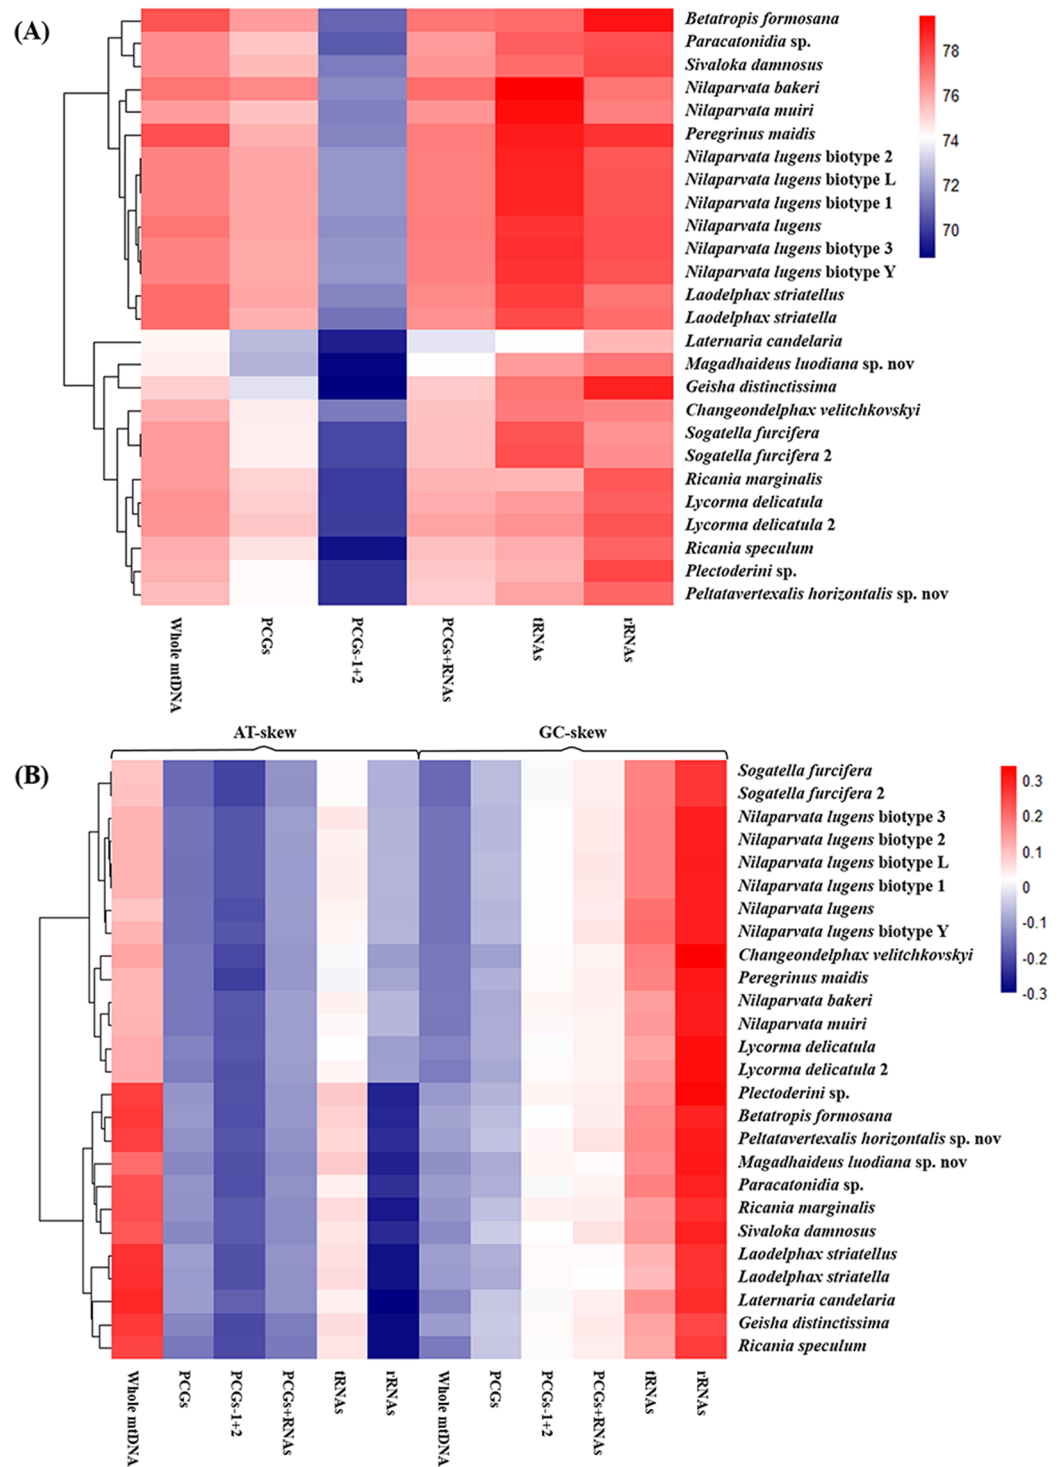 (A)
Betatropis formosana
Paracatonidia sp.
Sivaloka damnosus
Nilaparvata bakeri
Nilaparvata muiri
Peregrinus maidis
Nilaparvata lugens biotype 2
Nilaparvata lugens biotype L
Nilaparvata lugens biotype 1
Nilaparvata lugens
Nilaparvata lugens biotype 3
Nilaparvata lugens biotype Y
Laodelphax striatellus
Laodelphax striatella
Laternaria candelaria
Magadhaideus luodiana sp. nov
Geisha distinctissima
Changeondelphax velitchkovskyi
Sogatella furcifera
Sogatella furcifera 2
Ricania marginalis
Lycorma delicatula
Lycorma delicatula 2
Ricania speculum
Plectoderini sp.
Peltatavertexalis horizontalis sp. nov
78
76
74
72
70
Whole mtDNA
PCGs
PCGs-1+2
PCGs+RNAs
tRNAs
rRNAs
AT-skew
GC-skew
(B)
Sogatella furcifera
Sogatella furcifera 2
Nilaparvata lugens biotype 3
Nilaparvata lugens biotype 2
Nilaparvata lugens biotype L
Nilaparvata lugens biotype 1
Nilaparvata lugens
Nilaparvata lugens biotype Y
Changeondelphax velitchkovskyi
Peregrinus maidis
Nilaparvata bakeri
Nilaparvata muiri
Lycorma delicatula
Lycorma delicatula 2
Plectoderini sp.
Betatropis formosana
Peltatavertexalis horizontalis sp. nov
Magadhaideus luodiana sp. nov
Paracatonidia sp.
Ricania marginalis
Sivaloka damnosus
Laodelphax striatellus
Laodelphax striatella
Laternaria candelaria
Geisha distinctissima
Ricania speculum
0.3
0.2
0.1
0
-0.1
-0.2
-0.3
Whole mtDNA
PCGs
PCGs-1+2
PCGs+RNAs
tRNAs
rRNAs
Whole mtDNA
PCGs
PCGs-1+2
PCGs+RNAs
tRNAs
rRNAs